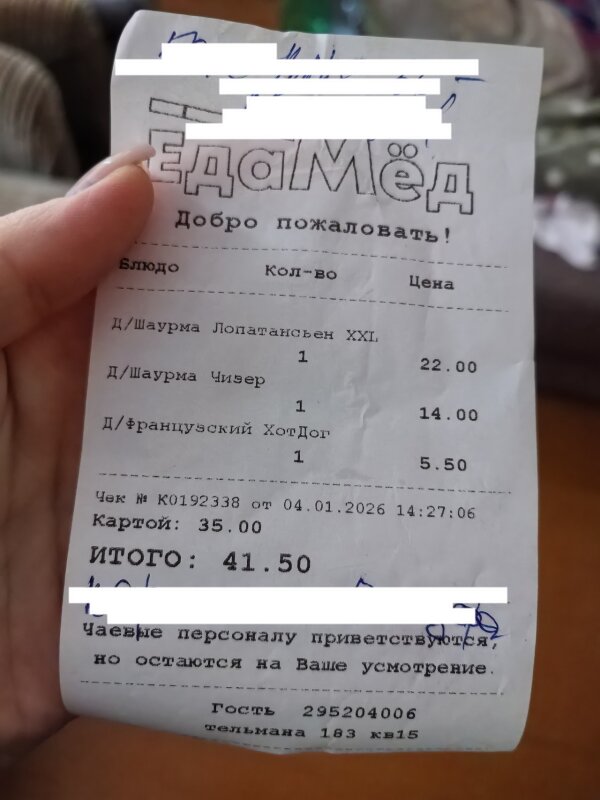 ЕдаМёд
Добро пожаловать!
Блюдо Кол-во Цена
Д/Шаурма Лопатансьен XXL
1 22.00
Д/Шаурма Чизер
1 14.00
Д/Французский ХотДог
1 5.50
Чек № К0192338 от 04.01.2026 14:27:06
Картой: 35.00
ИТОГО: 41.50
Чаевые персоналу приветствуются,
но остаются на Ваше усмотрение.
Гость 295204006
тельмана 183 кв15